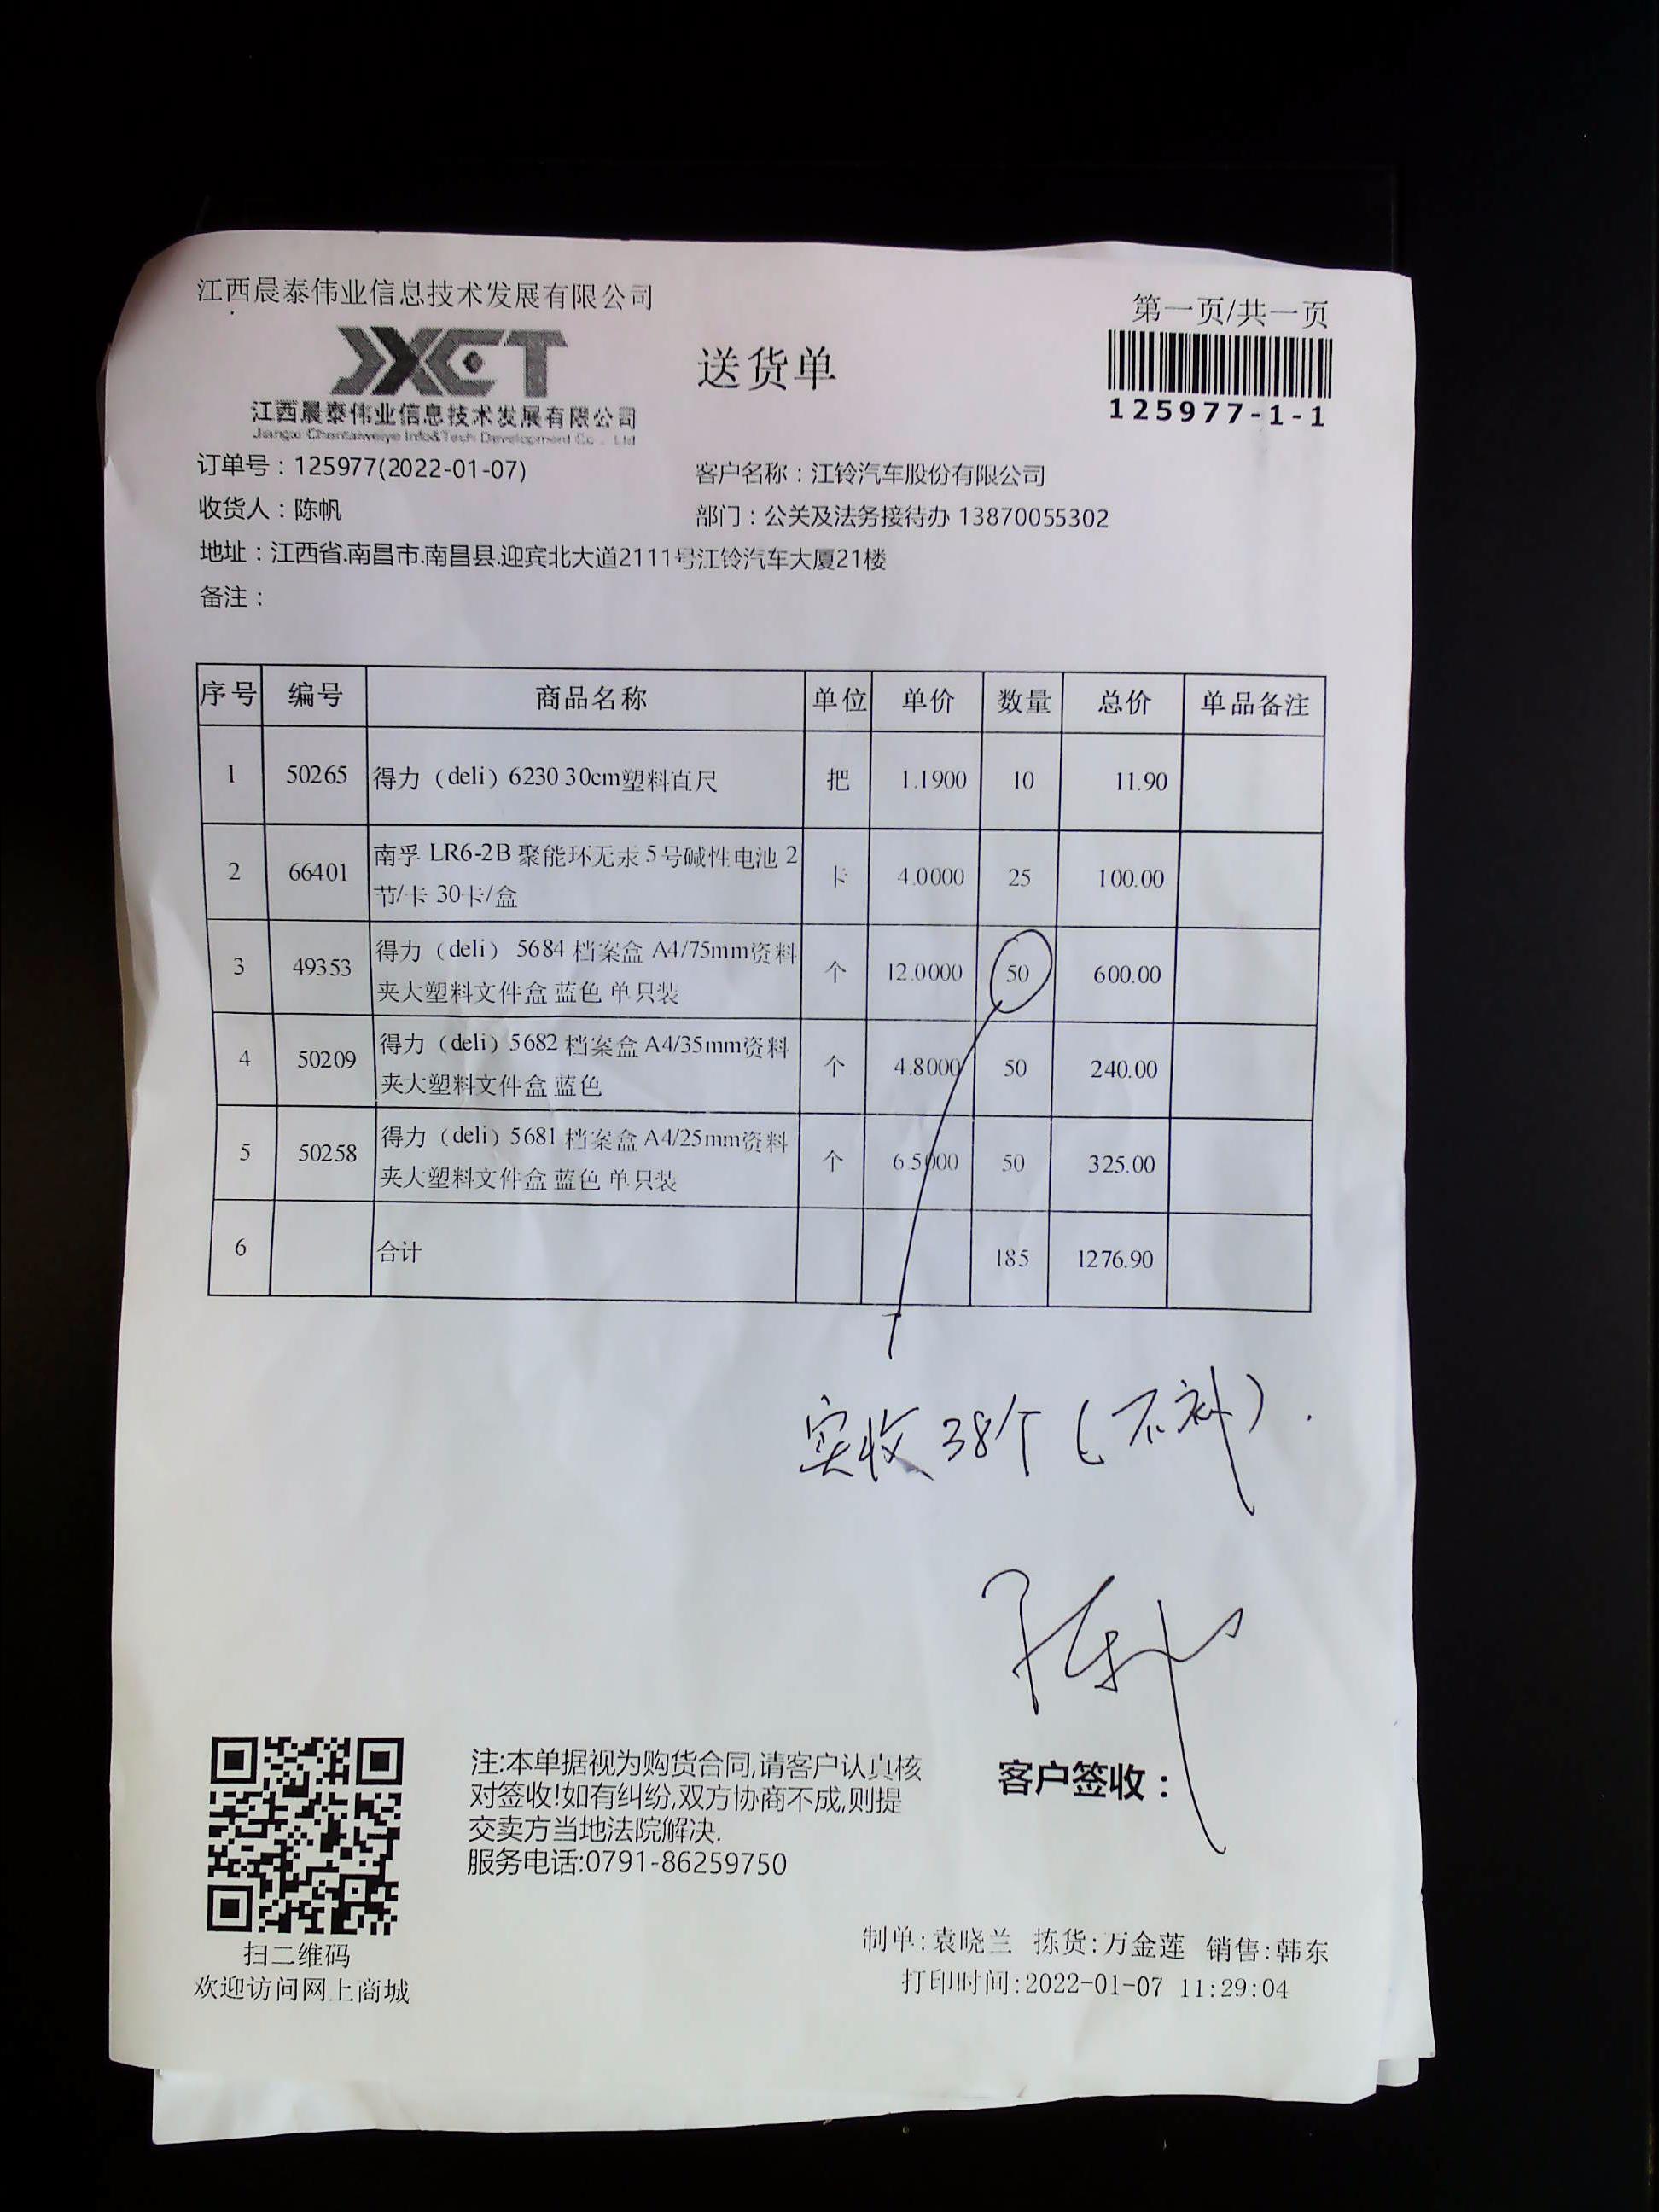 江西晨泰伟业信息技术发展有限公司
第一页/共一页
JXCT
送货单
江西晨泰伟业信息技术发展有限公司
Jiangxi Chentaiweiye Info&Tech Development Co., Ltd
125977-1-1
订单号：125977(2022-01-07)
客户名称：江铃汽车股份有限公司
收货人：陈帆
部门：公关及法务接待办 13870055302
地址：江西省.南昌市.南昌县.迎宾北大道2111号江铃汽车大厦21楼
备注：
序号 编号 商品名称 单位 单价 数量 总价 单品备注
1 50265 得力（deli）6230 30cm塑料直尺 把 1.1900 10 11.90
2 66401 南孚 LR6-2B 聚能环无汞 5号碱性电池 2 卡 4.0000 25 100.00
节/卡 30卡/盒
3 49353 得力（deli） 5684 档案盒 A4/75mm资料 个 12.0000 50 600.00
夹大塑料文件盒 蓝色 单只装
4 50209 得力（deli）5682 档案盒 A4/35mm资料 个 4.8000 50 240.00
夹大塑料文件盒 蓝色
5 50258 得力（deli）5681 档案盒 A4/25mm资料 个 6.5000 50 325.00
夹大塑料文件盒 蓝色 单只装
6 合计 185 1276.90
实收38个(不补).
注:本单据视为购货合同,请客户认真核
对签收!如有纠纷,双方协商不成,则提
交卖方当地法院解决.
服务电话:0791-86259750
客户签收：
扫二维码
欢迎访问网上商城
制单:袁晓兰 拣货:万金莲 销售:韩东
打印时间:2022-01-07 11:29:04